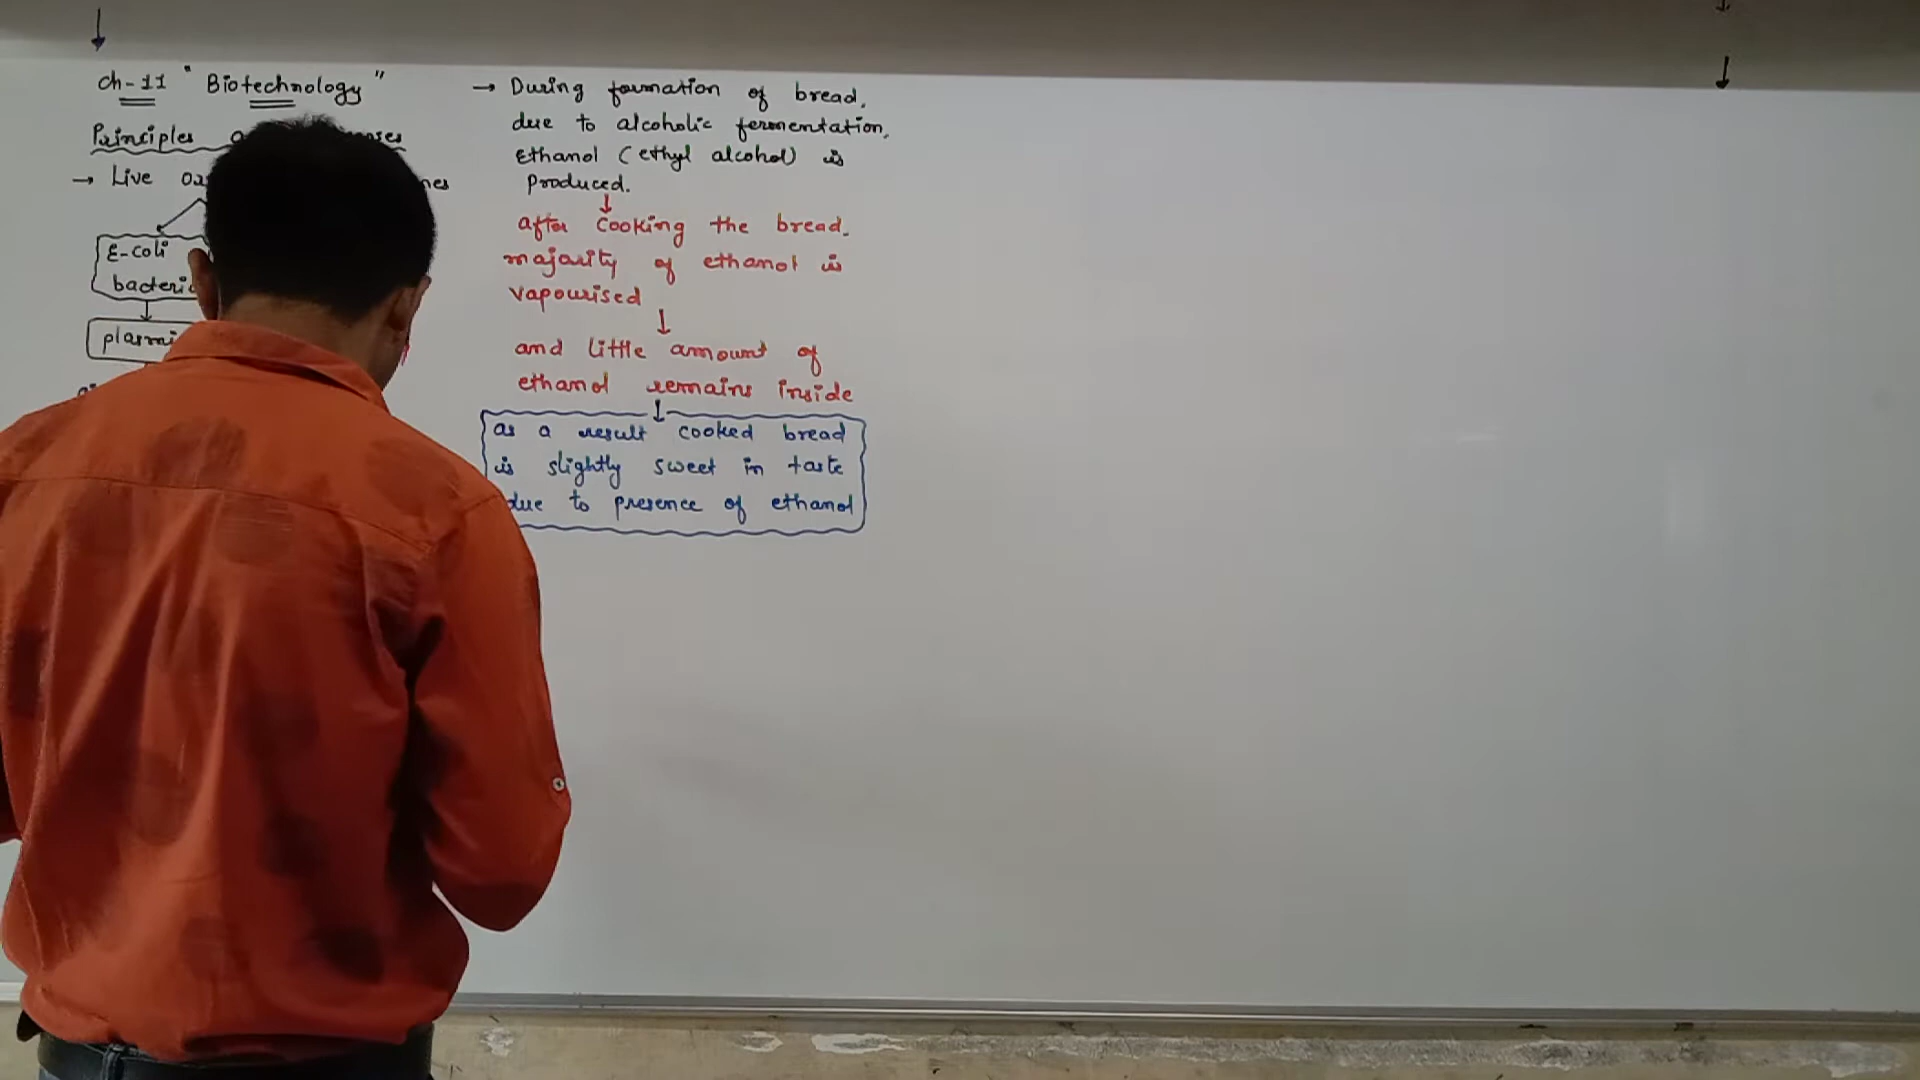 Ch-11 "Biotechnology"
Principles
→ Live
E-coli
→ During formation of bread,
due to alcoholic fermentation,
Ethanol (ethyl alcohol) is
produced.
↓
after cooking the bread.
majority of ethanol is
vapourised
↓
and little amount of
ethanol remains inside
↓
as a result cooked bread
is slightly sweet in taste
due to presence of ethanol